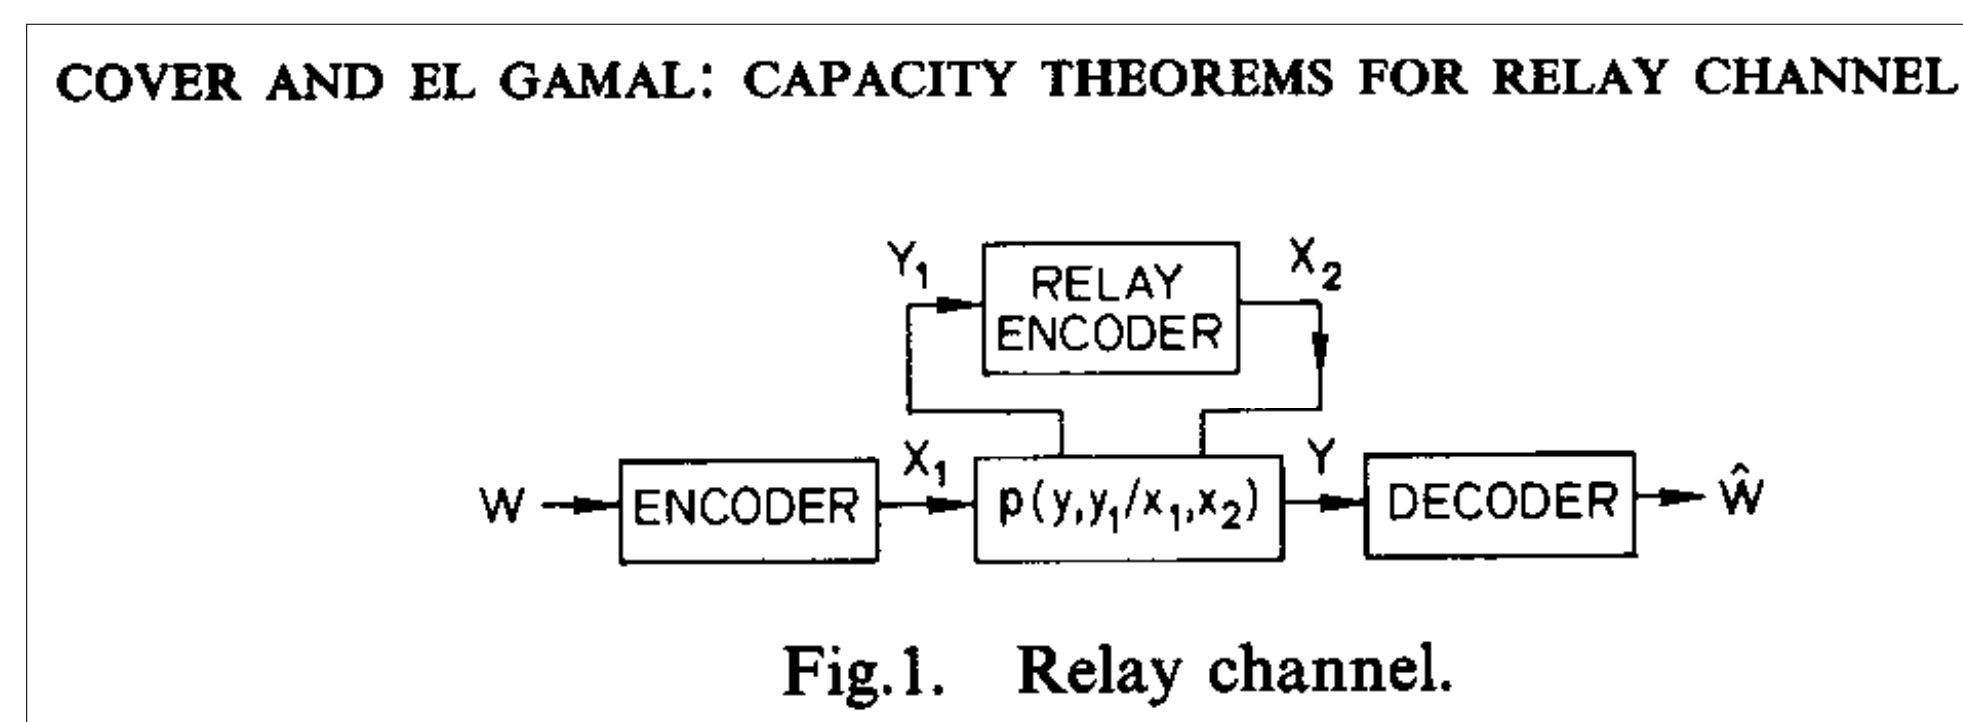 COVER AND EL GAMAL: CAPACITY THEOREMS FOR RELAY CHANNEL
Y₁
RELAY
ENCODER
X₂
W
ENCODER
X₁
p(y,y₁/x₁,x₂)
Y
DECODER
Ŵ
Fig.1. Relay channel.